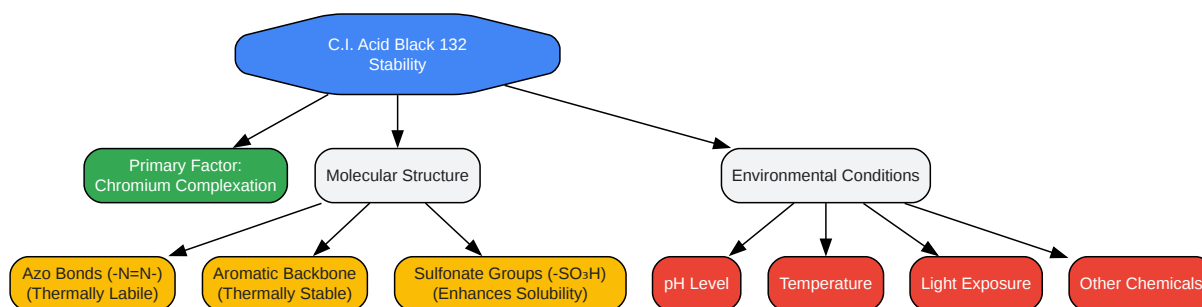 C.I. Acid Black 132
Stability
Primary Factor:
Chromium Complexation
Molecular Structure
Environmental Conditions
Azo Bonds (-N=N-)
(Thermally Labile)
Aromatic Backbone
(Thermally Stable)
Sulfonate Groups (-SO₃H)
(Enhances Solubility)
pH Level
Temperature
Light Exposure
Other Chemicals